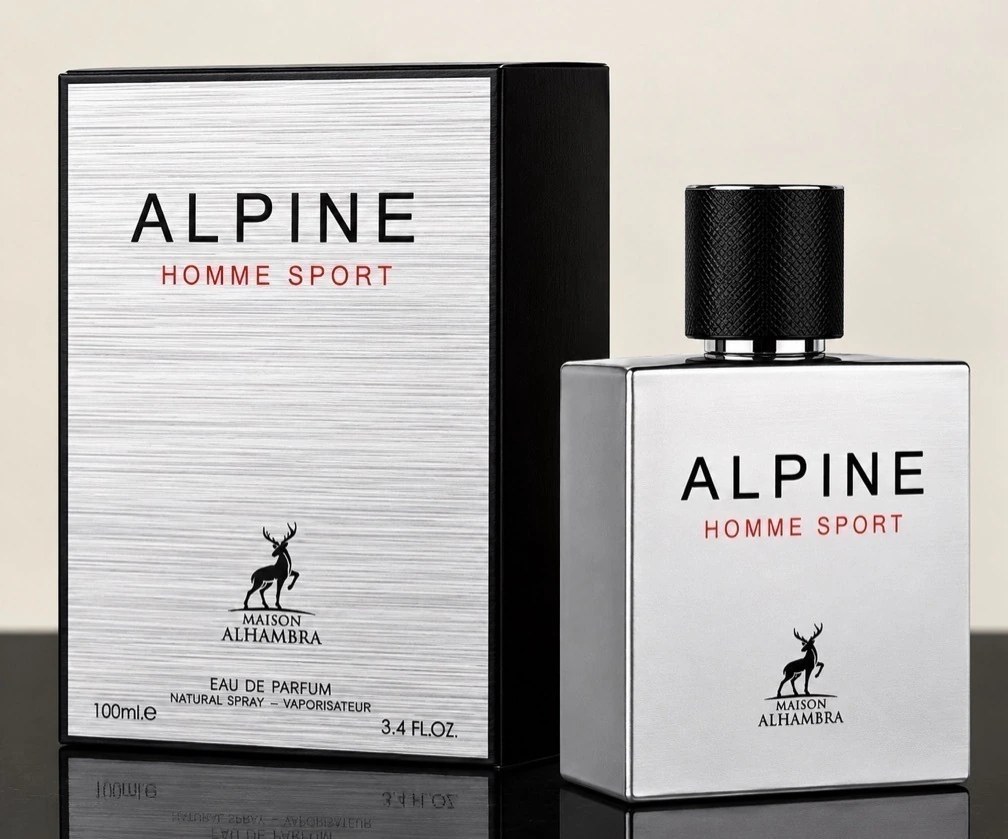 ALPINE
HOMME SPORT
MAISON
ALHAMBRA
EAU DE PARFUM
NATURAL SPRAY – VAPORISATEUR
100ml.e
3.4 FL.OZ.
ALPINE
HOMME SPORT
MAISON
ALHAMBRA